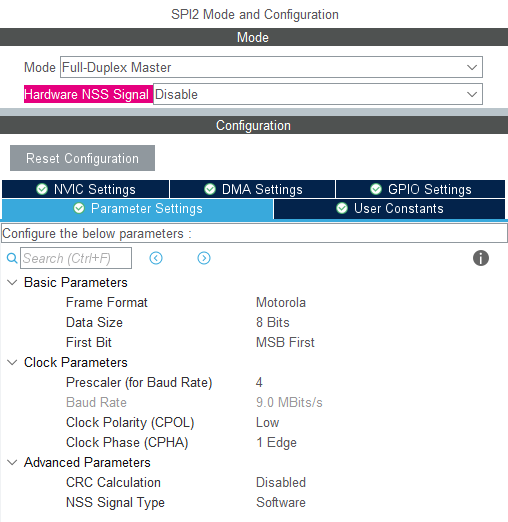 SPI2 Mode and Configuration
Mode
Mode Full-Duplex Master
Hardware NSS Signal Disable
Configuration
Reset Configuration
NVIC Settings DMA Settings GPIO Settings
Parameter Settings User Constants
Configure the below parameters :
Search (Ctrl+F)
Basic Parameters
Frame Format Motorola
Data Size 8 Bits
First Bit MSB First
Clock Parameters
Prescaler (for Baud Rate) 4
Baud Rate 9.0 MBits/s
Clock Polarity (CPOL) Low
Clock Phase (CPHA) 1 Edge
Advanced Parameters
CRC Calculation Disabled
NSS Signal Type Software